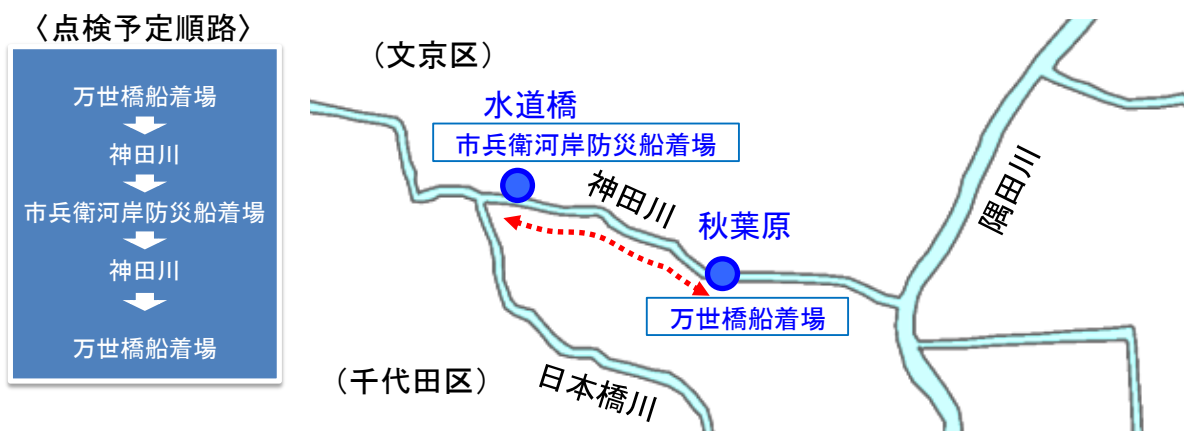 〈点検予定順路〉
万世橋船着場
神田川
市兵衛河岸防災船着場
神田川
万世橋船着場
（文京区）
水道橋
市兵衛河岸防災船着場
神田川
秋葉原
万世橋船着場
隅田川
（千代田区）
日本橋川